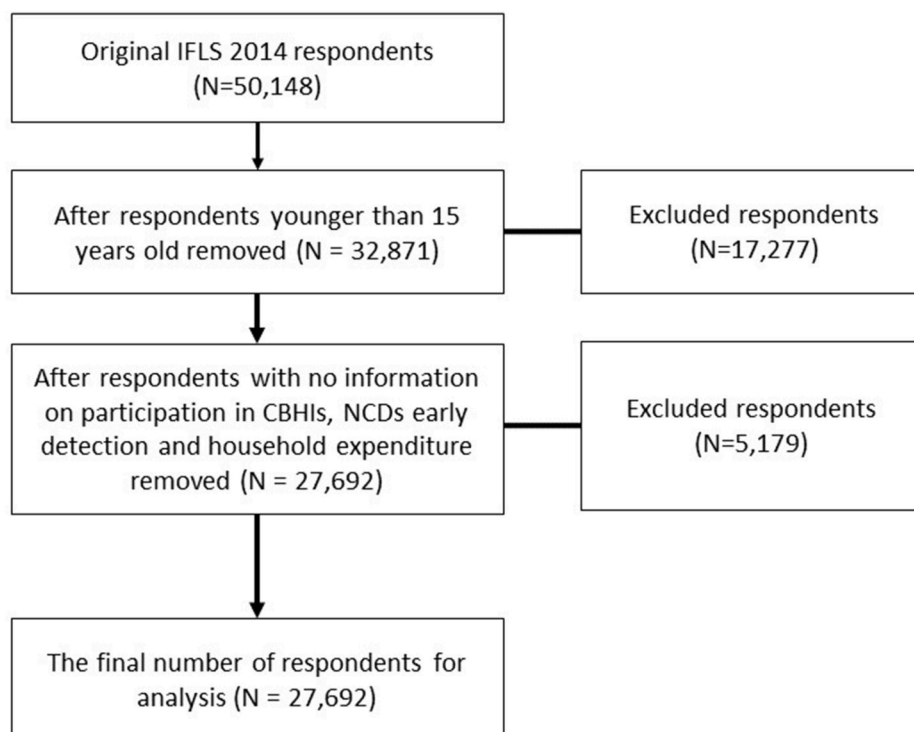 Original IFLS 2014 respondents
(N=50,148)
After respondents younger than 15
years old removed (N = 32,871)
Excluded respondents
(N=17,277)
After respondents with no information
on participation in CBHIs, NCDs early
detection and household expenditure
removed (N = 27,692)
Excluded respondents
(N=5,179)
The final number of respondents for
analysis (N = 27,692)